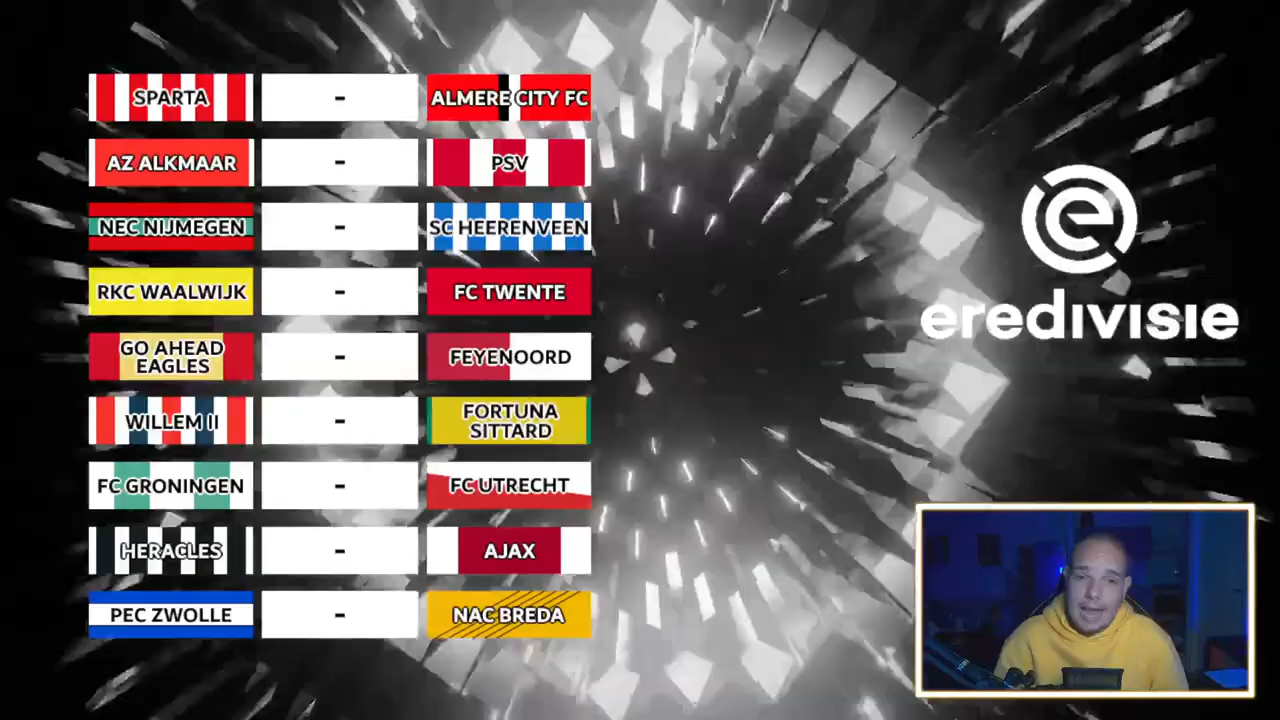 SPARTA - ALMERE CITY FC
AZ ALKMAAR - PSV
NEC NIJMEGEN - SC HEERENVEEN
RKC WAALWIJK - FC TWENTE
GO AHEAD
EAGLES - FEYENOORD
WILLEM II - FORTUNA
SITTARD
FC GRONINGEN - FC UTRECHT
HERACLES - AJAX
PEC ZWOLLE - NAC BREDA
eredivisie